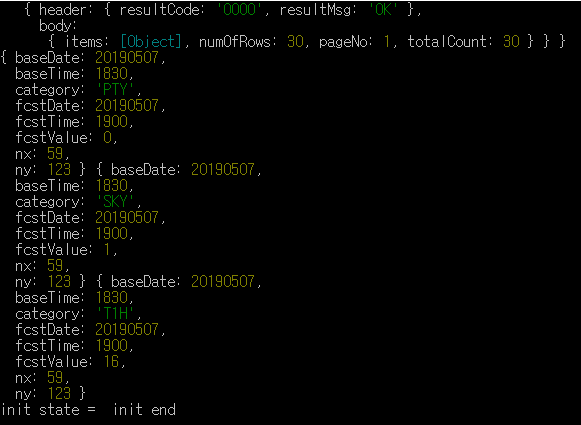 { header: { resultCode: '0000', resultMsg: 'OK' },
body:
{ items: [Object], numOfRows: 30, pageNo: 1, totalCount: 30 } } }
{ baseDate: 20190507,
baseTime: 1830,
category: 'PTY',
fcstDate: 20190507,
fcstTime: 1900,
fcstValue: 0,
nx: 59,
ny: 123 } { baseDate: 20190507,
baseTime: 1830,
category: 'SKY',
fcstDate: 20190507,
fcstTime: 1900,
fcstValue: 1,
nx: 59,
ny: 123 } { baseDate: 20190507,
baseTime: 1830,
category: 'T1H',
fcstDate: 20190507,
fcstTime: 1900,
fcstValue: 16,
nx: 59,
ny: 123 }
init state =  init end